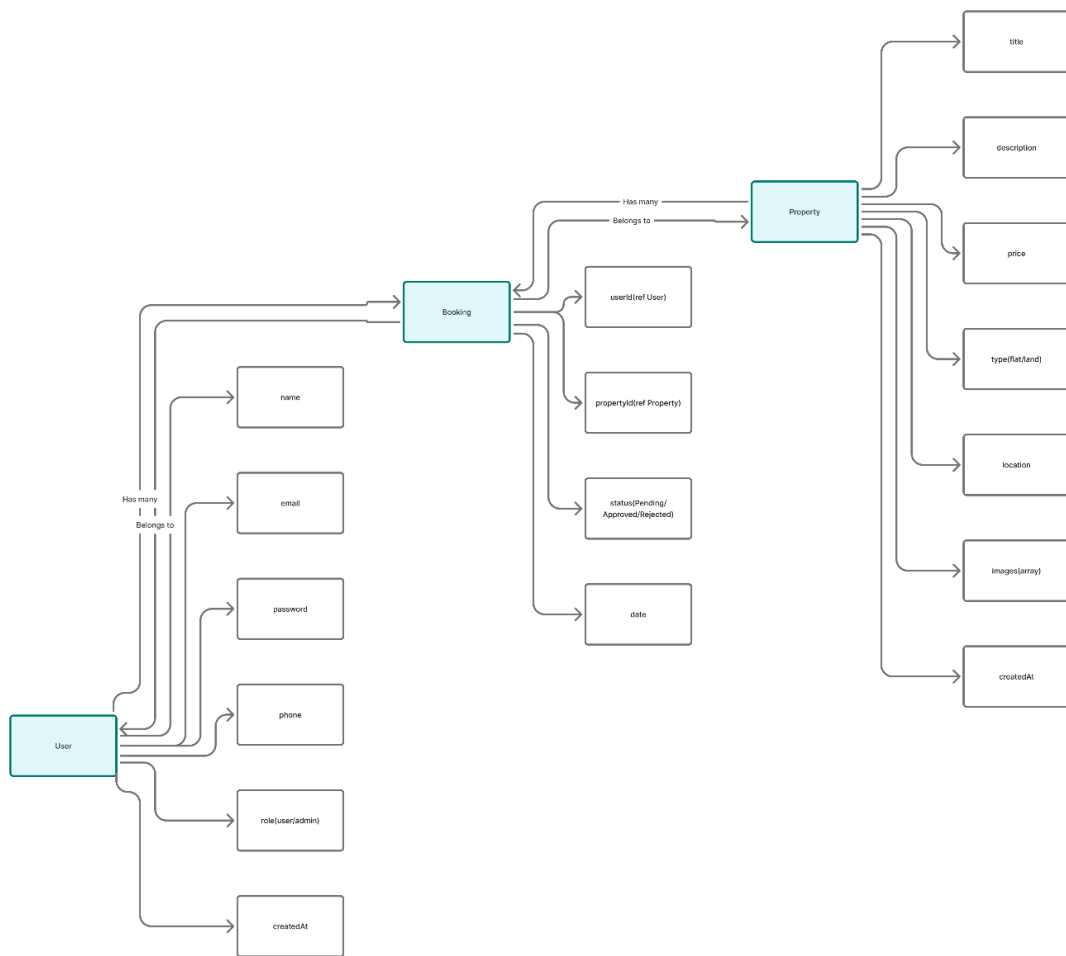 title
description
Has many
Property
Belongs to
price
userId(ref User)
Booking
type(flat/land)
name
propertyId(ref Property)
location
Has many
email
status(Pending/
Approved/Rejected)
Belongs to
images(array)
password
date
createdAt
phone
User
role(user/admin)
createdAt